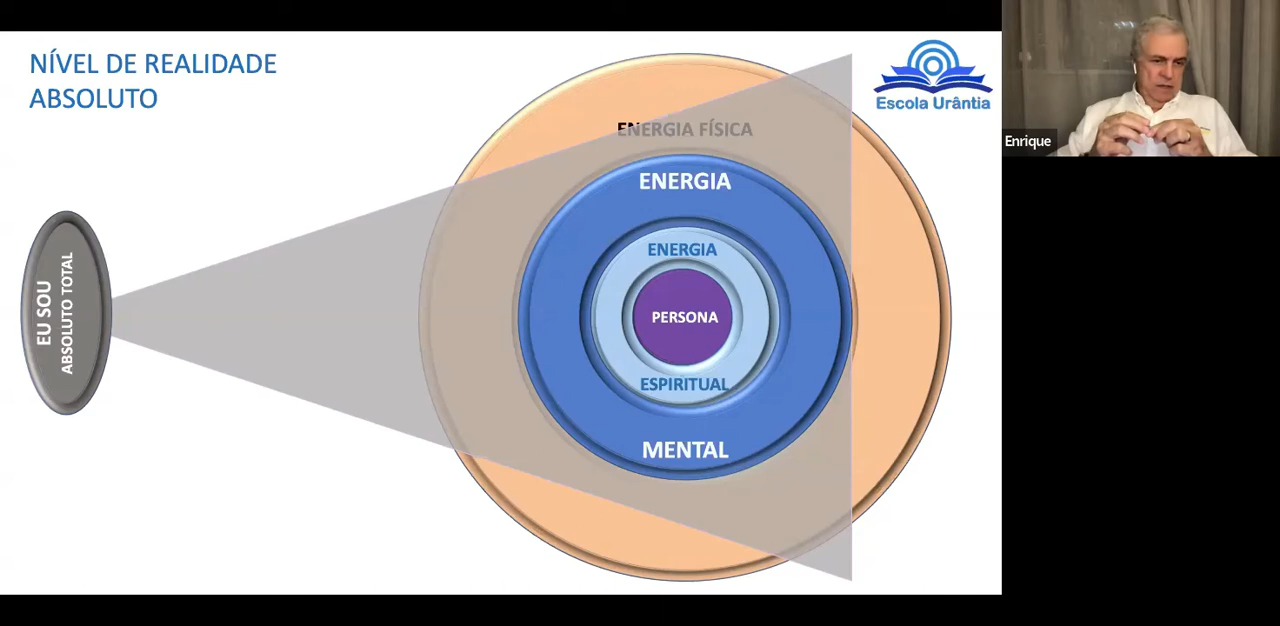 NÍVEL DE REALIDADE
ABSOLUTO
Escola Urântia
Enrique
EU SOU
ABSOLUTO TOTAL
ENERGIA FÍSICA
ENERGIA
ENERGIA
PERSONA
ESPIRITUAL
MENTAL